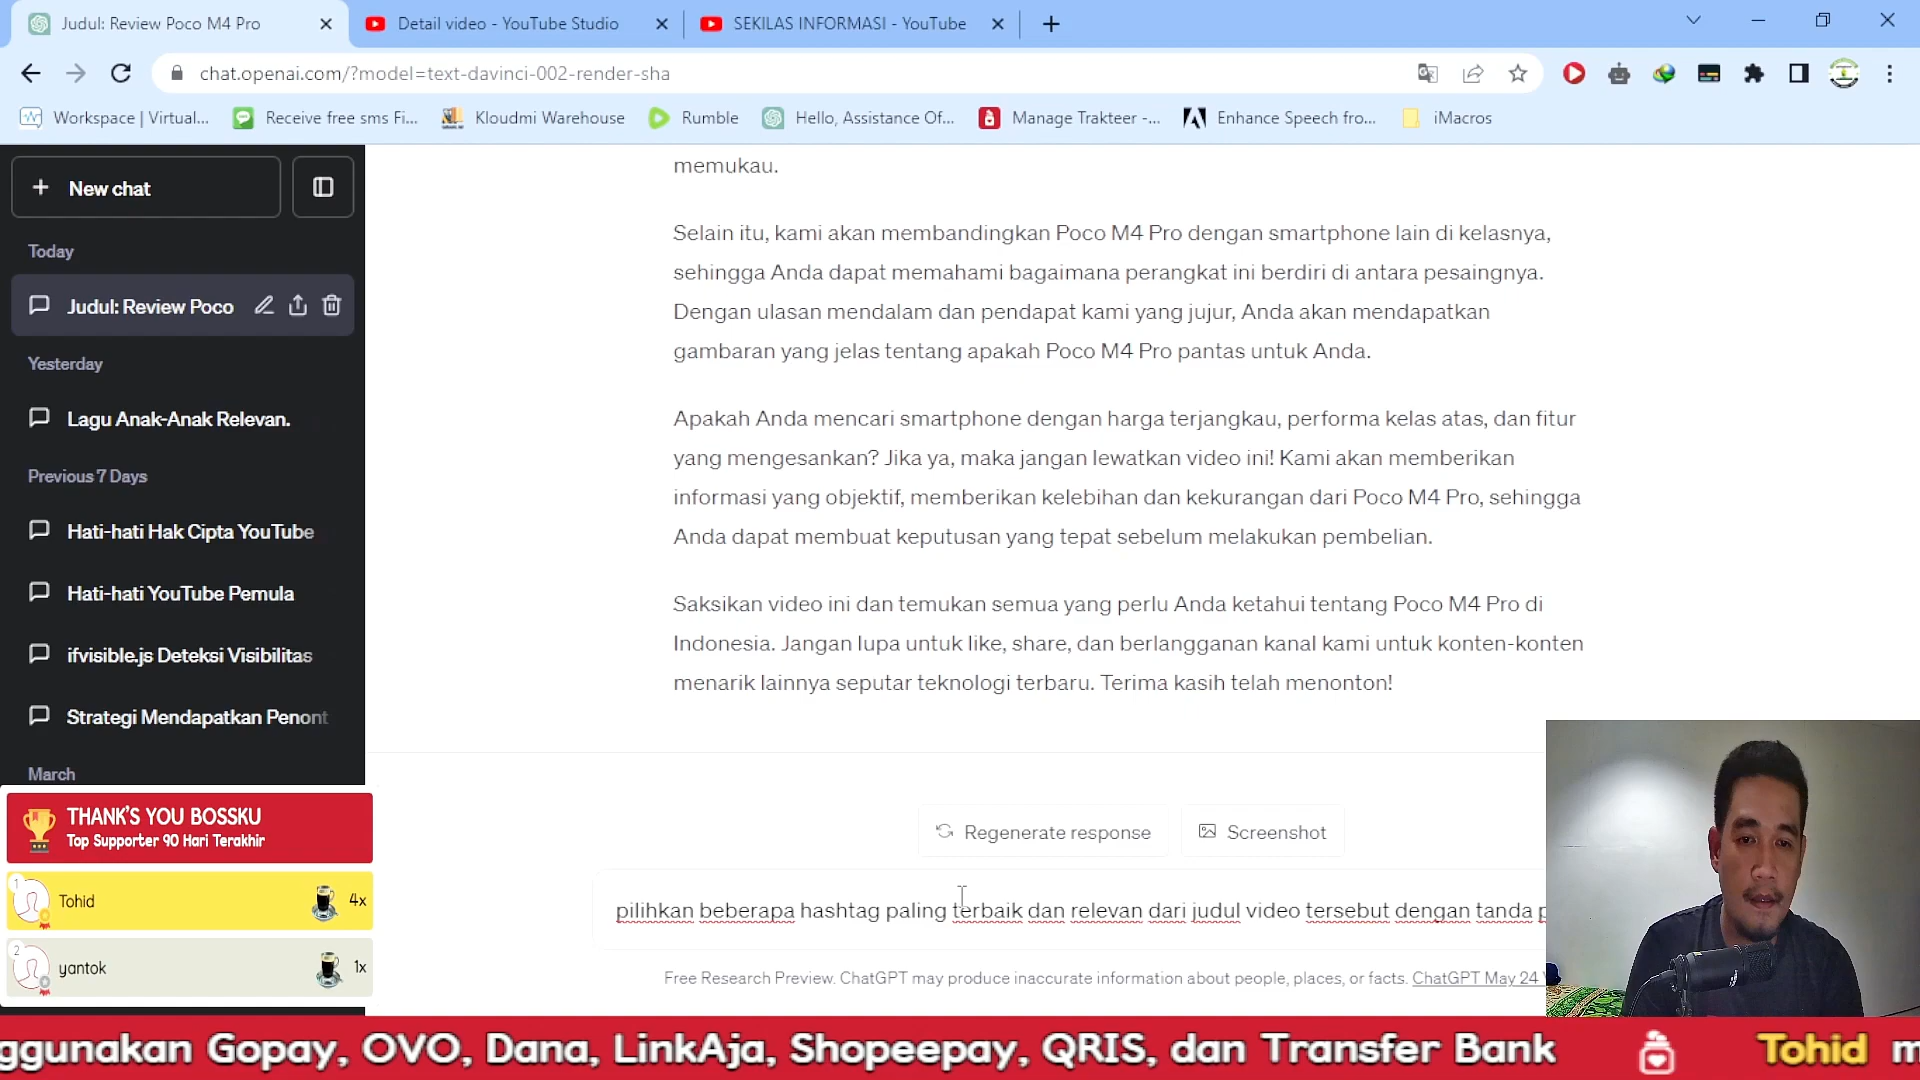 Judul: Review Poco M4 Pro
Detail video - YouTube Studio
SEKILAS INFORMASI - YouTube
chat.openai.com/?model=text-davinci-002-render-sha
Workspace | Virtual...
Receive free sms Fi...
Kloudmi Warehouse
Rumble
Hello, Assistance Of...
Manage Trakteer -...
Enhance Speech fro...
iMacros
New chat
Today
Judul: Review Poco
Yesterday
Lagu Anak-Anak Relevan.
Previous 7 Days
Hati-hati Hak Cipta YouTube
Hati-hati YouTube Pemula
ifvisible.js Deteksi Visibilitas
Strategi Mendapatkan Penont
March
memukau.
Selain itu, kami akan membandingkan Poco M4 Pro dengan smartphone lain di kelasnya,
sehingga Anda dapat memahami bagaimana perangkat ini berdiri di antara pesaingnya.
Dengan ulasan mendalam dan pendapat kami yang jujur, Anda akan mendapatkan
gambaran yang jelas tentang apakah Poco M4 Pro pantas untuk Anda.
Apakah Anda mencari smartphone dengan harga terjangkau, performa kelas atas, dan fitur
yang mengesankan? Jika ya, maka jangan lewatkan video ini! Kami akan memberikan
informasi yang objektif, memberikan kelebihan dan kekurangan dari Poco M4 Pro, sehingga
Anda dapat membuat keputusan yang tepat sebelum melakukan pembelian.
Saksikan video ini dan temukan semua yang perlu Anda ketahui tentang Poco M4 Pro di
Indonesia. Jangan lupa untuk like, share, dan berlangganan kanal kami untuk konten-konten
menarik lainnya seputar teknologi terbaru. Terima kasih telah menonton!
Regenerate response
Screenshot
pilihkan beberapa hashtag paling terbaik dan relevan dari judul video tersebut dengan tanda p
Free Research Preview. ChatGPT may produce inaccurate information about people, places, or facts. ChatGPT May 24
THANK'S YOU BOSSKU
Top Supporter 90 Hari Terakhir
1
Tohid
4x
2
yantok
1x
ggunakan Gopay, OVO, Dana, LinkAja, Shopeepay, QRIS, dan Transfer Bank
Tohid m